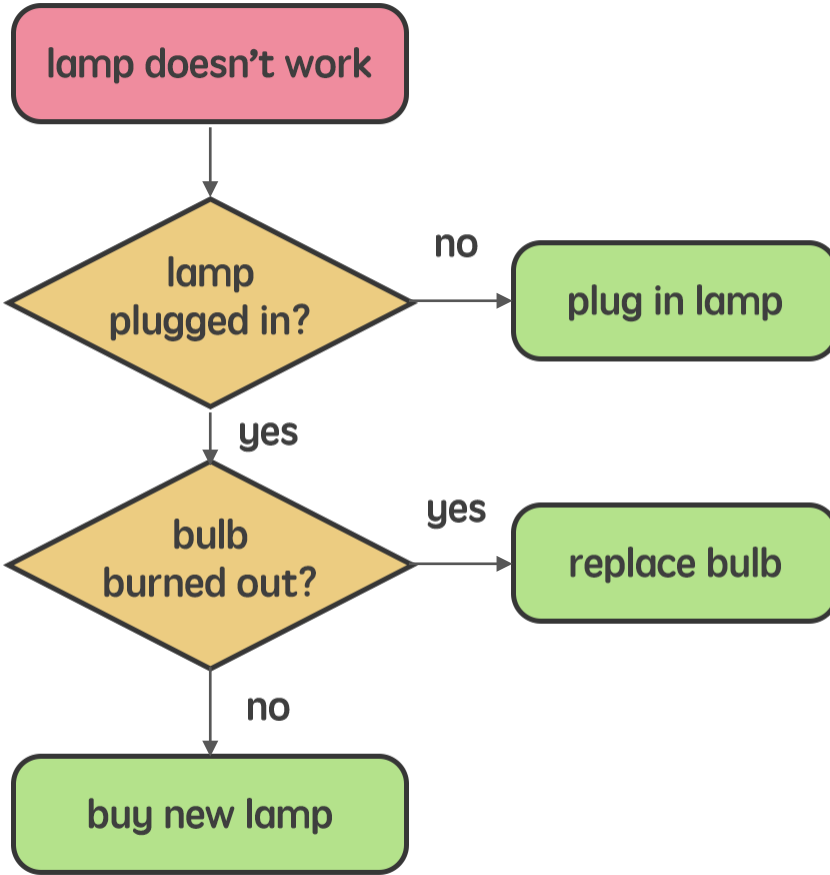 lamp doesn’t work
lamp
plugged in?
no
plug in lamp
yes
bulb
burned out?
yes
replace bulb
no
buy new lamp